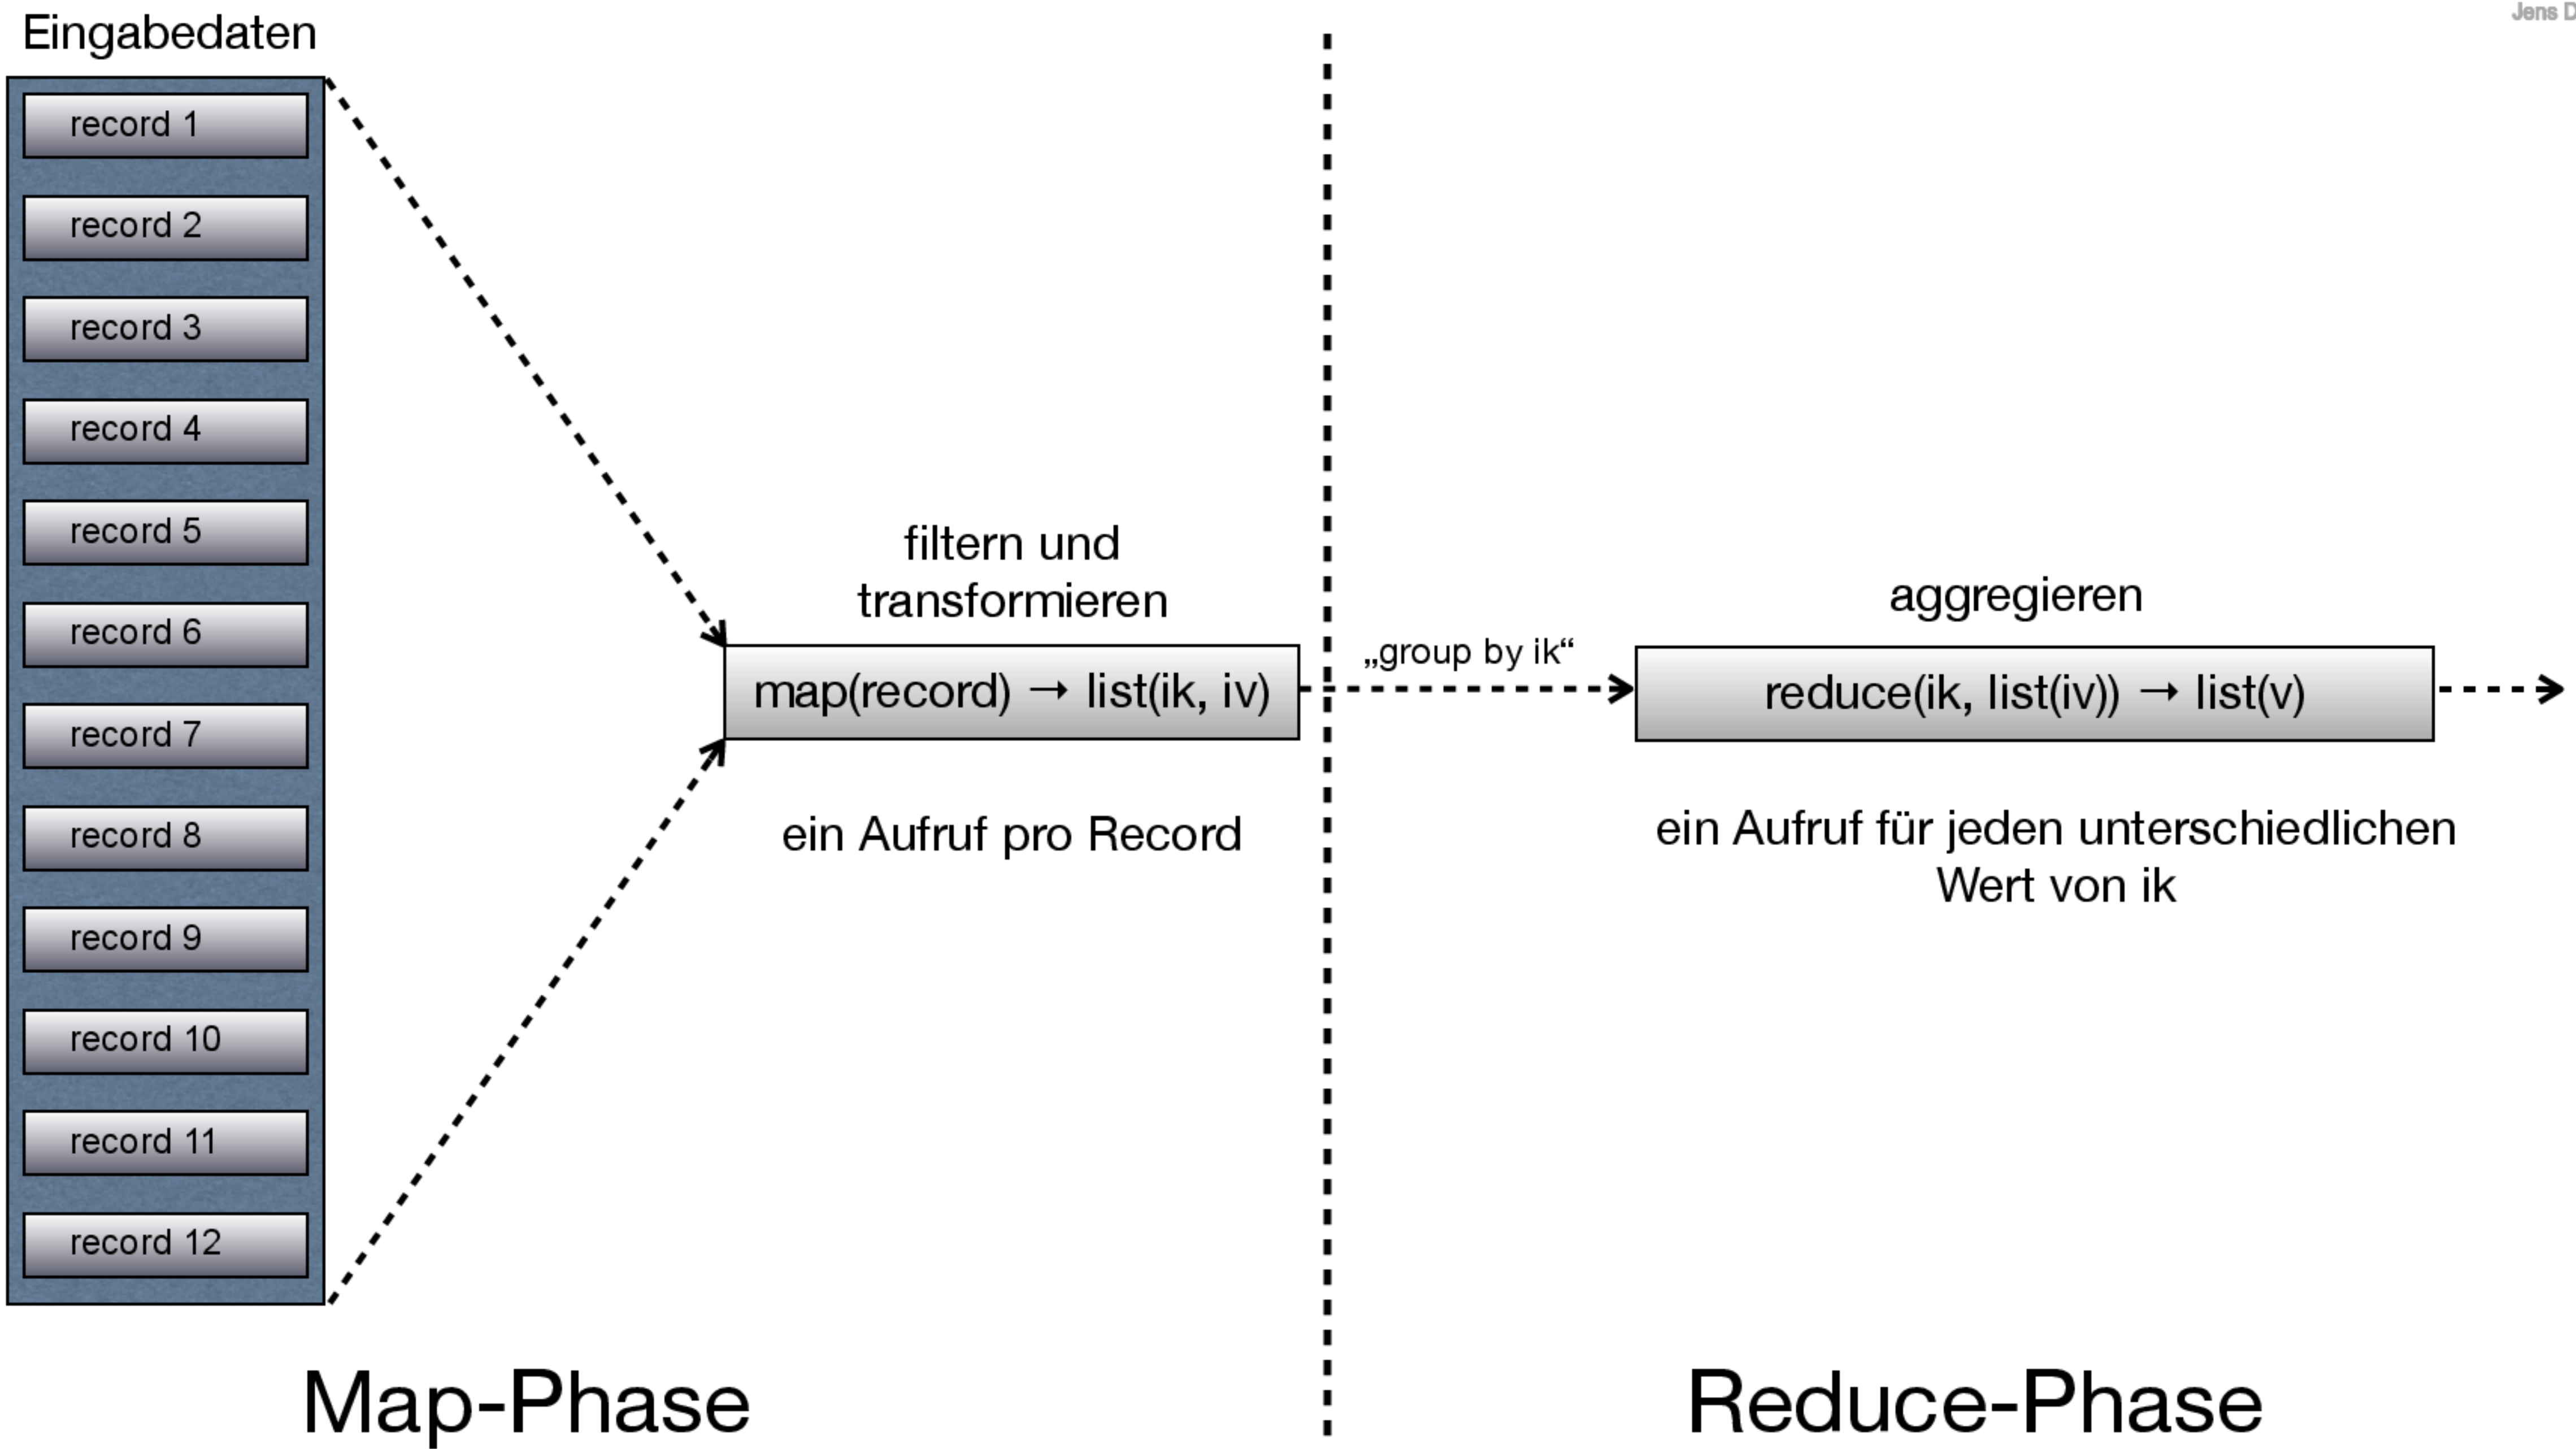 Jens D
Eingabedaten
record 1
record 2
record 3
record 4
record 5
record 6
record 7
record 8
record 9
record 10
record 11
record 12
filtern und
transformieren
map(record) → list(ik, iv)
ein Aufruf pro Record
„group by ik“
aggregieren
reduce(ik, list(iv)) → list(v)
ein Aufruf für jeden unterschiedlichen
Wert von ik
Map-Phase
Reduce-Phase